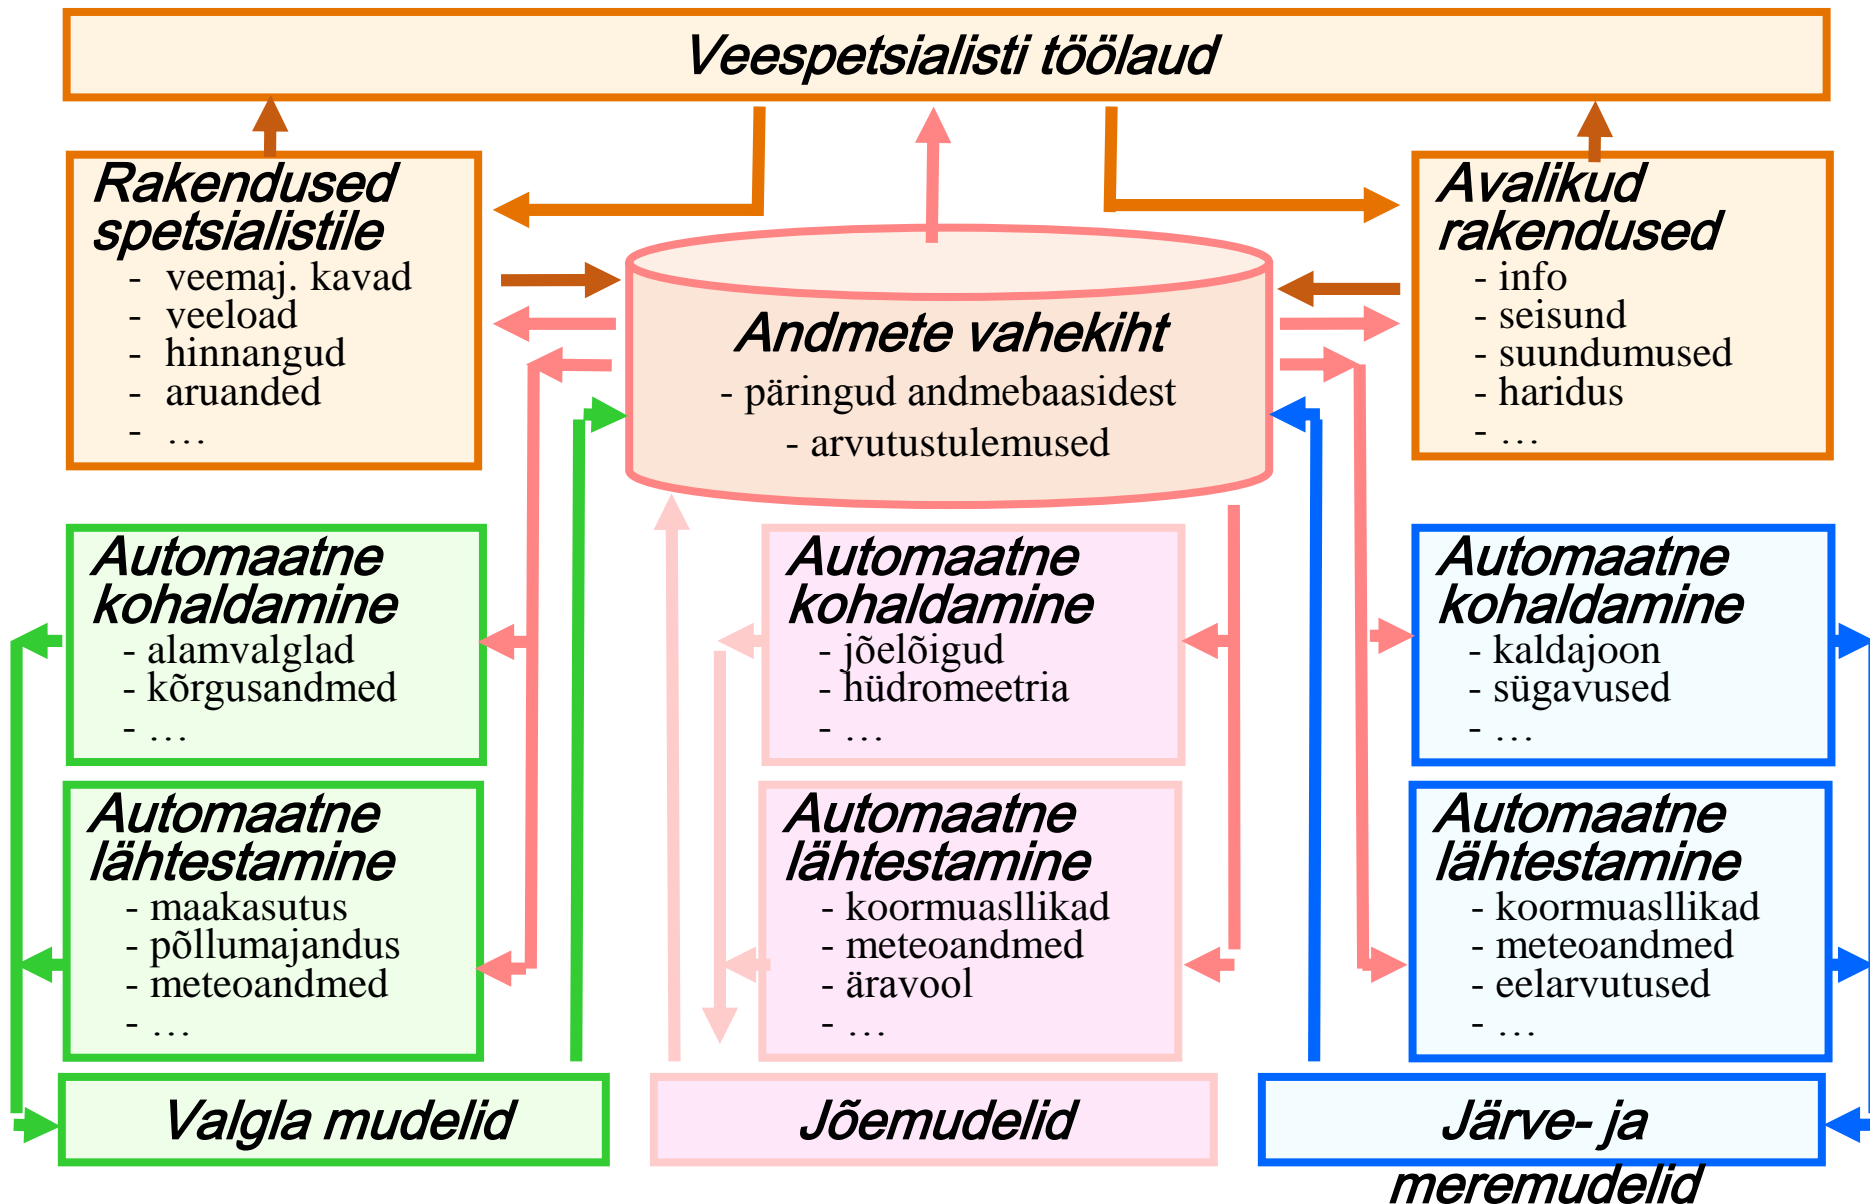 Veespetsialisti töölaud
Rakendused
spetsialistile
- veemaj. kavad
- veeload
- hinnangud
- aruanded
- …
Andmete vahekiht
- päringud andmebaasidest
- arvutustulemused
Avalikud
rakendused
- info
- seisund
- suundumused
- haridus
- …
Automaatne
kohaldamine
- alamvalglad
- kõrgusandmed
- …
Automaatne
kohaldamine
- jõelõigud
- hüdromeetria
- …
Automaatne
kohaldamine
- kaldajoon
- sügavused
- …
Automaatne
lähtestamine
- maakasutus
- põllumajandus
- meteoandmed
- …
Automaatne
lähtestamine
- koormuasllikad
- meteoandmed
- äravool
- …
Automaatne
lähtestamine
- koormuasllikad
- meteoandmed
- eelarvutused
- …
Valgla mudelid
Jõemudelid
Järve- ja
meremudelid